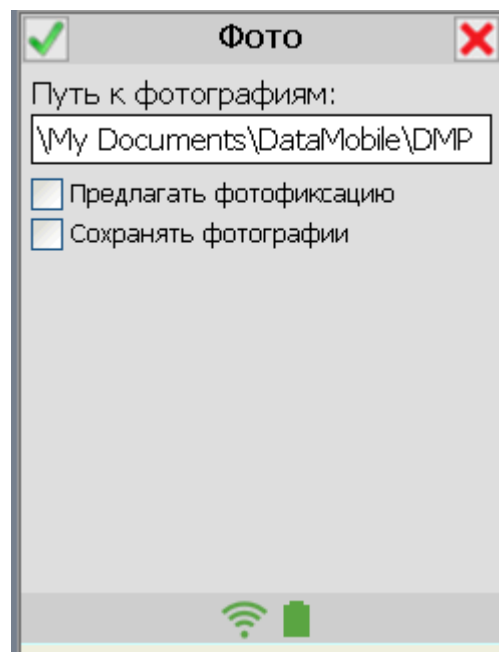 Фото
Путь к фотографиям:
\My Documents\DataMobile\DMP
Предлагать фотофиксацию
Сохранять фотографии